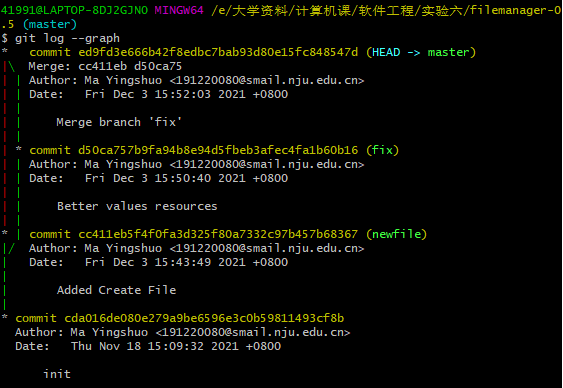 41991@LAPTOP-8DJ2GJNO MINGW64 /e/大学资料/计算机课/软件工程/实验六/filemanager-0
.5 (master)
$ git log --graph
*   commit ed9fd3e666b42f8edbc7bab93d80e15fc848547d (HEAD -> master)
|\  Merge: cc411eb d50ca75
| | Author: Ma Yingshuo <191220080@smail.nju.edu.cn>
| | Date:   Fri Dec 3 15:52:03 2021 +0800
| |
| |     Merge branch 'fix'
| |
| * commit d50ca757b9fa94b8e94d5fbeb3afec4fa1b60b16 (fix)
| | Author: Ma Yingshuo <191220080@smail.nju.edu.cn>
| | Date:   Fri Dec 3 15:50:40 2021 +0800
| |
| |     Better values resources
| |
* | commit cc411eb5f4f0fa3d325f80a7332c97b457b68367 (newfile)
|/  Author: Ma Yingshuo <191220080@smail.nju.edu.cn>
|   Date:   Fri Dec 3 15:43:49 2021 +0800
|
|       Added Create File
|
* commit cda016de080e279a9be6596e3c0b59811493cf8b
  Author: Ma Yingshuo <191220080@smail.nju.edu.cn>
  Date:   Thu Nov 18 15:09:32 2021 +0800

      init